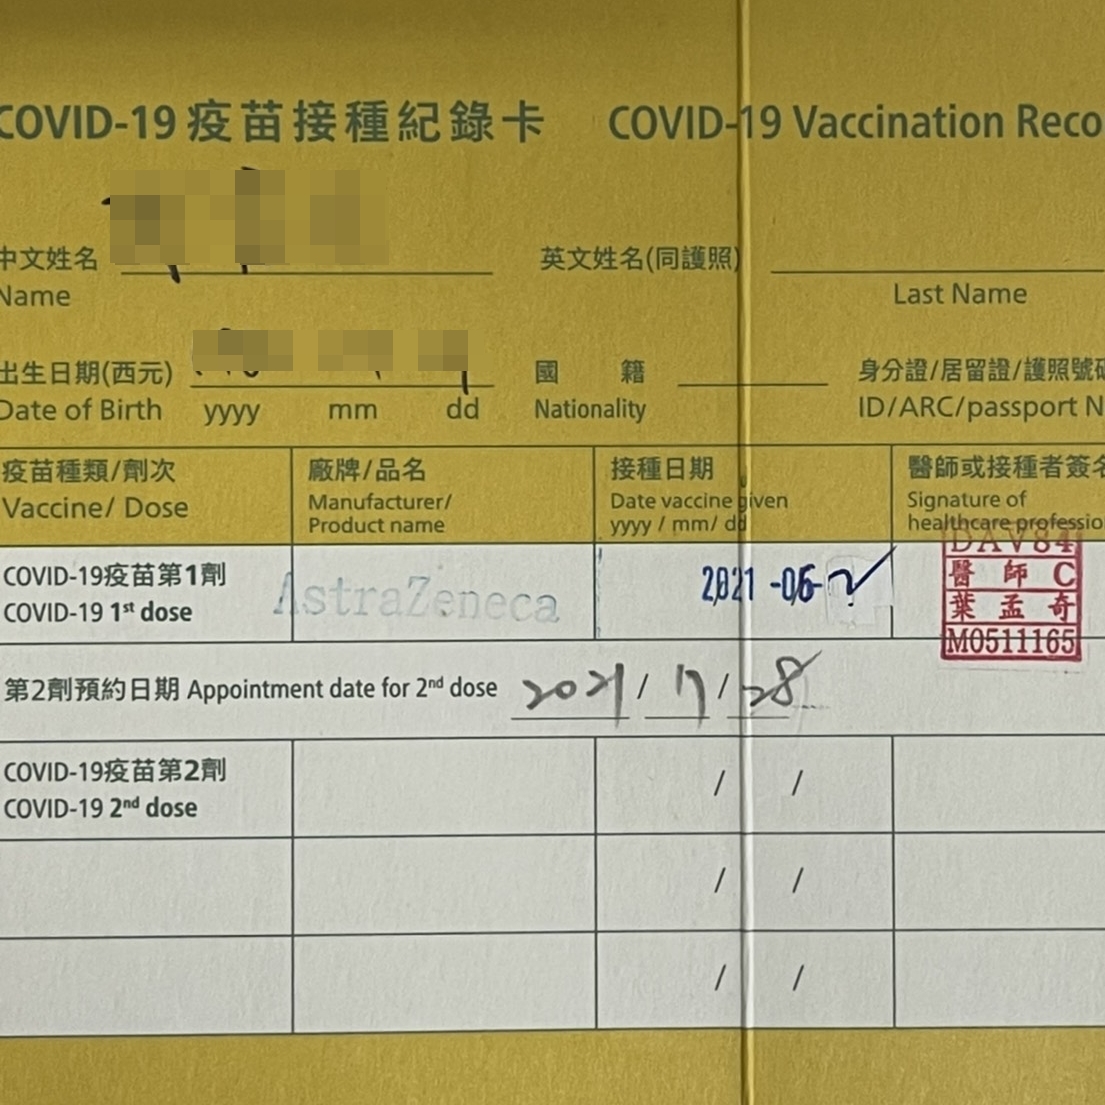 COVID-19 疫苗接種紀錄卡 COVID-19 Vaccination Reco
中文姓名 英文姓名(同護照)
Name Last Name
出生日期(西元) 國 籍 身分證/居留證/護照號
Date of Birth yyyy mm dd Nationality ID/ARC/passport N
疫苗種類/劑次 廠牌/品名 接種日期 醫師或接種者簽名
Vaccine/ Dose Manufacturer/ Product name Date vaccine given yyyy / mm/ dd Signature of healthcare professio
COVID-19疫苗第1劑 AstraZeneca 2021 -06- DAV84
COVID-19 1st dose 醫師 C
葉孟奇
M0511165
第2劑預約日期 Appointment date for 2nd dose 2021 / / 28
COVID-19疫苗第2劑 / /
COVID-19 2nd dose
/ /
/ /